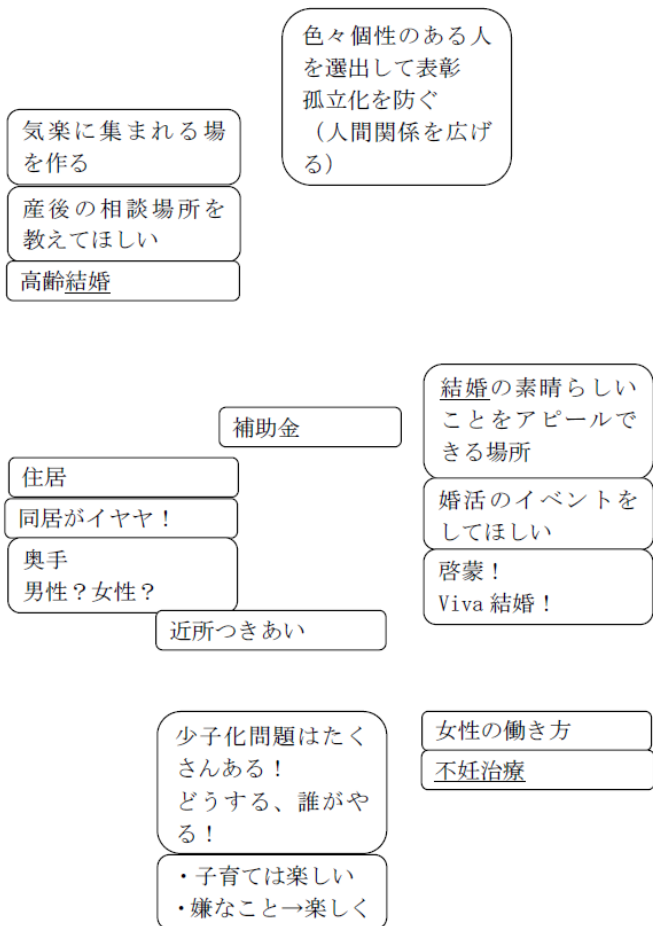 色々個性のある人
を選出して表彰
孤立化を防ぐ
（人間関係を広げ
る）
気楽に集まれる場
を作る
産後の相談場所を
教えてほしい
高齢結婚
結婚の素晴らしい
ことをアピールで
きる場所
補助金
住居
同居がイヤヤ！
婚活のイベントを
してほしい
奥手
男性？女性？
啓蒙！
Viva 結婚！
近所つきあい
少子化問題はたく
さんある！
どうする、誰がや
る！
・子育ては楽しい
・嫌なこと→楽しく
女性の働き方
不妊治療